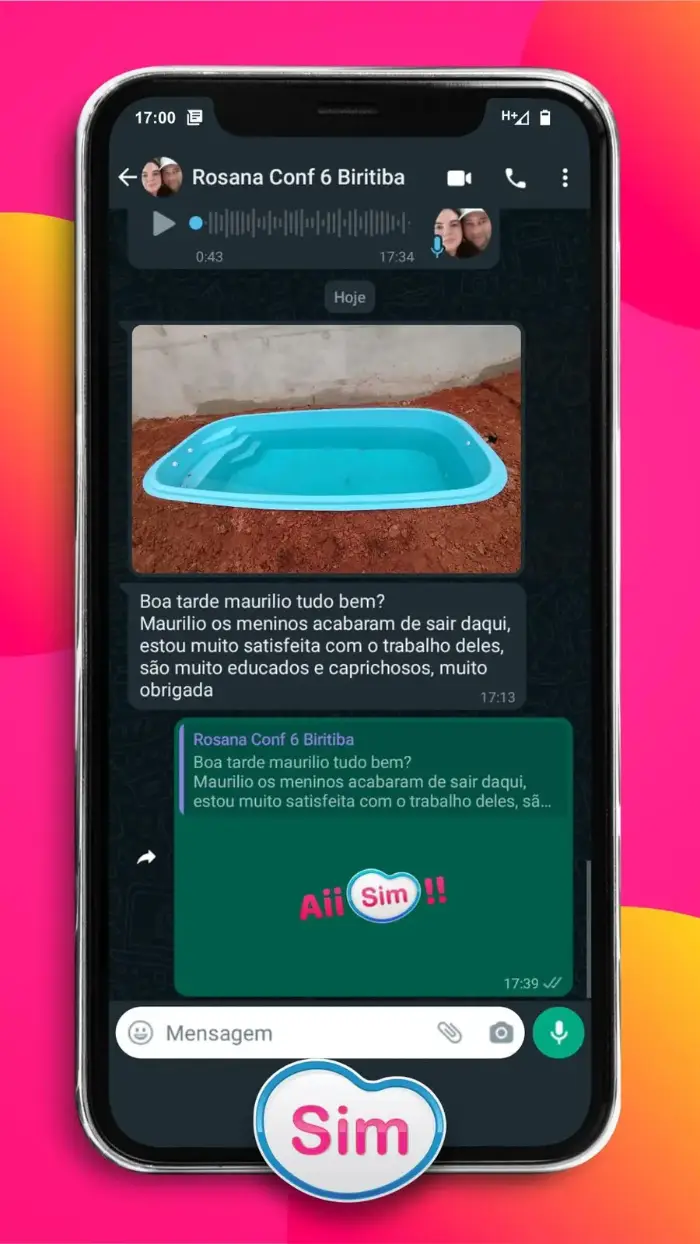 17:00
H+
Rosana Conf 6 Biritiba
0:43
17:34
Hoje
Boa tarde maurilio tudo bem?
Maurilio os meninos acabaram de sair daqui,
estou muito satisfeita com o trabalho deles,
são muito educados e caprichosos, muito
obrigada
17:13
Rosana Conf 6 Biritiba
Boa tarde maurilio tudo bem?
Maurilio os meninos acabaram de sair daqui,
estou muito satisfeita com o trabalho deles, sã...
Aii Sim !!
17:39
Mensagem
Sim